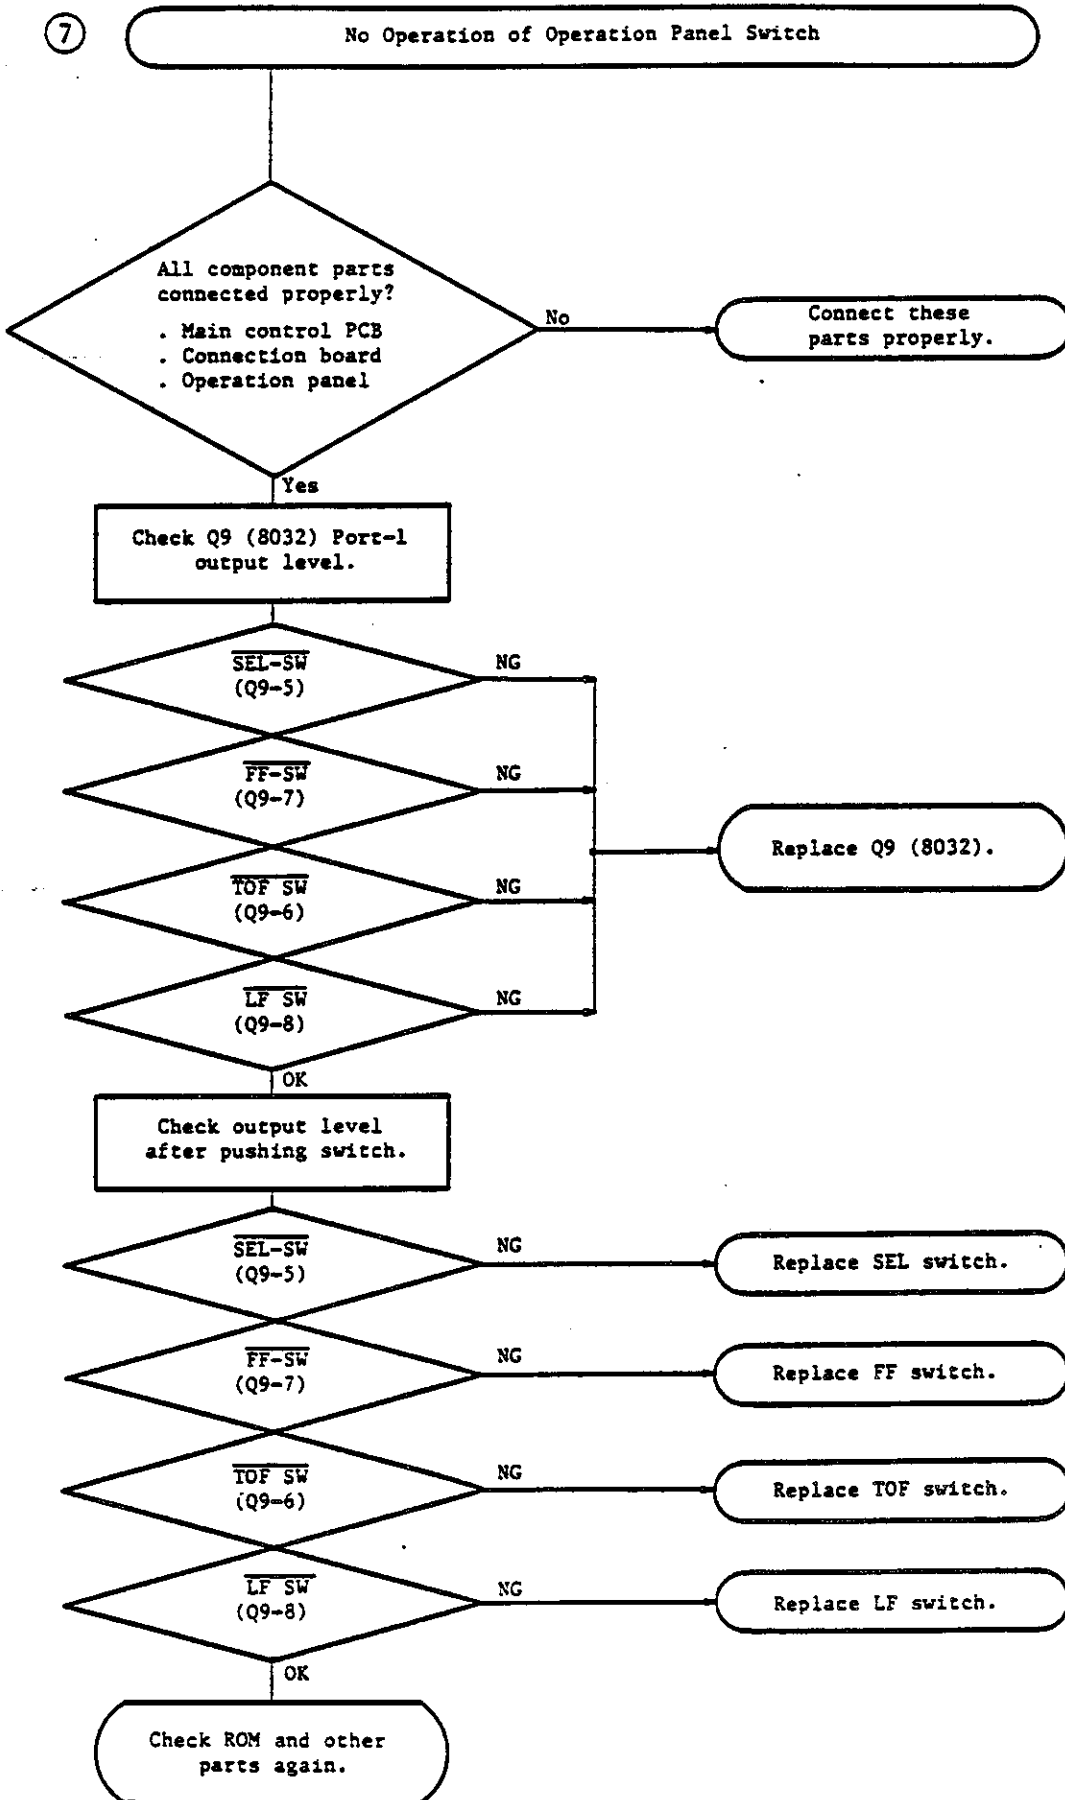 7
No Operation of Operation Panel Switch
All component parts
connected properly?
. Main control PCB
. Connection board
. Operation panel
No
Connect these
parts properly.
Yes
Check Q9 (8032) Port-1
output level.
SEL-SW
(Q9-5)
NG
FF-SW
(Q9-7)
NG
Replace Q9 (8032).
TOF SW
(Q9-6)
NG
LF SW
(Q9-8)
NG
OK
Check output level
after pushing switch.
SEL-SW
(Q9-5)
NG
Replace SEL switch.
FF-SW
(Q9-7)
NG
Replace FF switch.
TOF SW
(Q9-6)
NG
Replace TOF switch.
LF SW
(Q9-8)
NG
Replace LF switch.
OK
Check ROM and other
parts again.